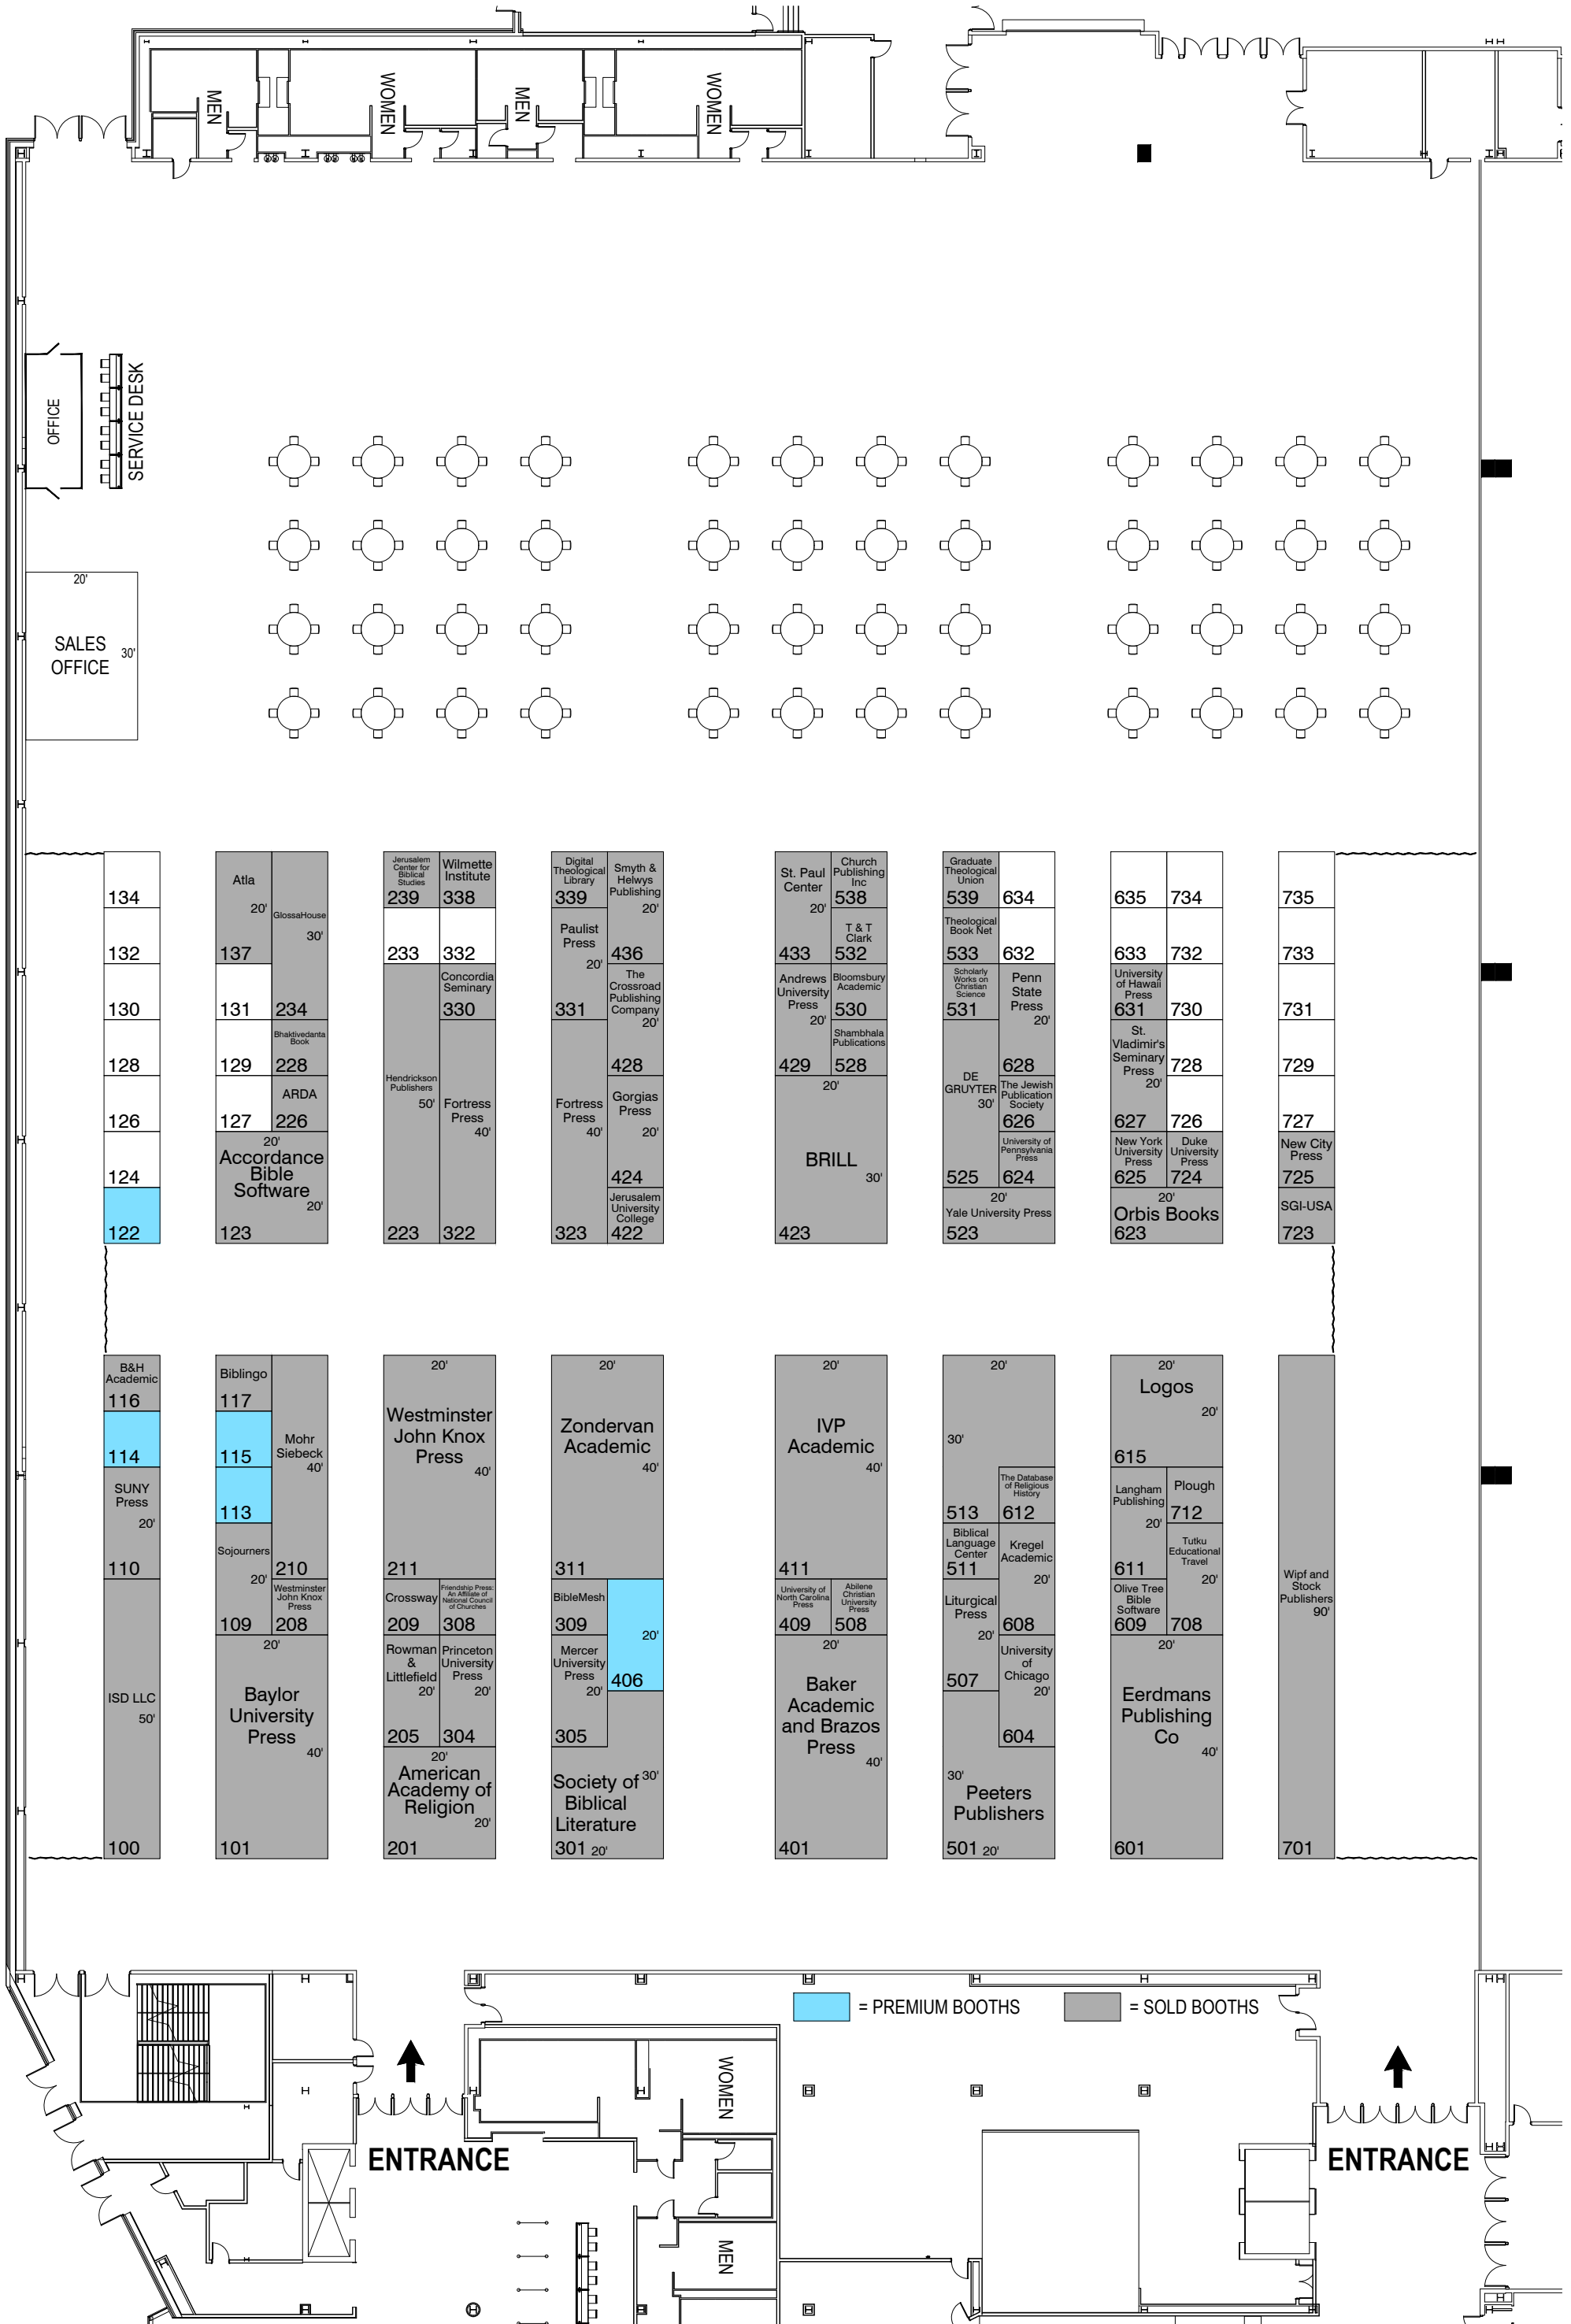 MEN
WOMEN
MEN
WOMEN
OFFICE
SERVICE DESK
20'
SALES
OFFICE
30'
134
132
130
128
126
124
122
Atla
20'
137
GlossaHouse
30'
234
131
129
Bhaktivedanta
Book
228
127
ARDA
226
20'
Accordance
Bible
Software
20'
123
Jerusalem
Center for
Biblical
Studies
239
Wilmette
Institute
338
233
332
Concordia
Seminary
330
Hendrickson
Publishers
50'
223
Fortress
Press
40'
322
Digital
Theological
Library
339
Smyth &
Helwys
Publishing
20'
436
Paulist
Press
20'
331
The
Crossroad
Publishing
Company
20'
428
Fortress
Press
40'
323
Gorgias
Press
20'
424
Jerusalem
University
College
422
St. Paul
Center
20'
433
Church
Publishing
Inc
538
T & T
Clark
532
Andrews
University
Press
20'
429
Bloomsbury
Academic
530
Shambhala
Publications
528
20'
BRILL
30'
423
Graduate
Theological
Union
539
634
Theological
Book Net
533
632
Scholarly
Works on
Christian
Science
531
Penn
State
Press
20'
628
DE
GRUYTER
30'
525
The Jewish
Publication
Society
626
University of
Pennsylvania
Press
624
20'
Yale University Press
523
635
734
633
732
University
of Hawaii
Press
631
730
St.
Vladimir's
Seminary
Press
20'
627
728
726
New York
University
Press
625
Duke
University
Press
724
20'
Orbis Books
623
735
733
731
729
727
New City
Press
725
SGI-USA
723
B&H
Academic
116
114
SUNY
Press
20'
110
ISD LLC
50'
100
Biblingo
117
115
113
Mohr
Siebeck
40'
210
Sojourners
20'
109
Westminster
John Knox
Press
208
20'
Baylor
University
Press
40'
101
20'
Westminster
John Knox
Press
40'
211
Crossway
209
Friendship Press:
An Affiliate of
National Council
of Churches
308
Rowman
&
Littlefield
20'
205
Princeton
University
Press
20'
304
20'
American
Academy of
Religion
20'
201
20'
Zondervan
Academic
40'
311
BibleMesh
309
20'
406
Mercer
University
Press
20'
305
Society of
Biblical
Literature
30'
301 20'
20'
IVP
Academic
40'
411
University of
North Carolina
Press
409
Abilene
Christian
University
Press
508
20'
Baker
Academic
and Brazos
Press
40'
401
20'
30'
513
The Database
of Religious
History
612
Biblical
Language
Center
511
Kregel
Academic
20'
608
Liturgical
Press
20'
507
University
of
Chicago
20'
604
30'
Peeters
Publishers
501 20'
20'
Logos
20'
615
Langham
Publishing
20'
611
Plough
712
Tutku
Educational
Travel
20'
708
Olive Tree
Bible
Software
609
20'
Eerdmans
Publishing
Co
40'
601
Wipf and
Stock
Publishers
90'
701
= PREMIUM BOOTHS
= SOLD BOOTHS
WOMEN
ENTRANCE
ENTRANCE
MEN